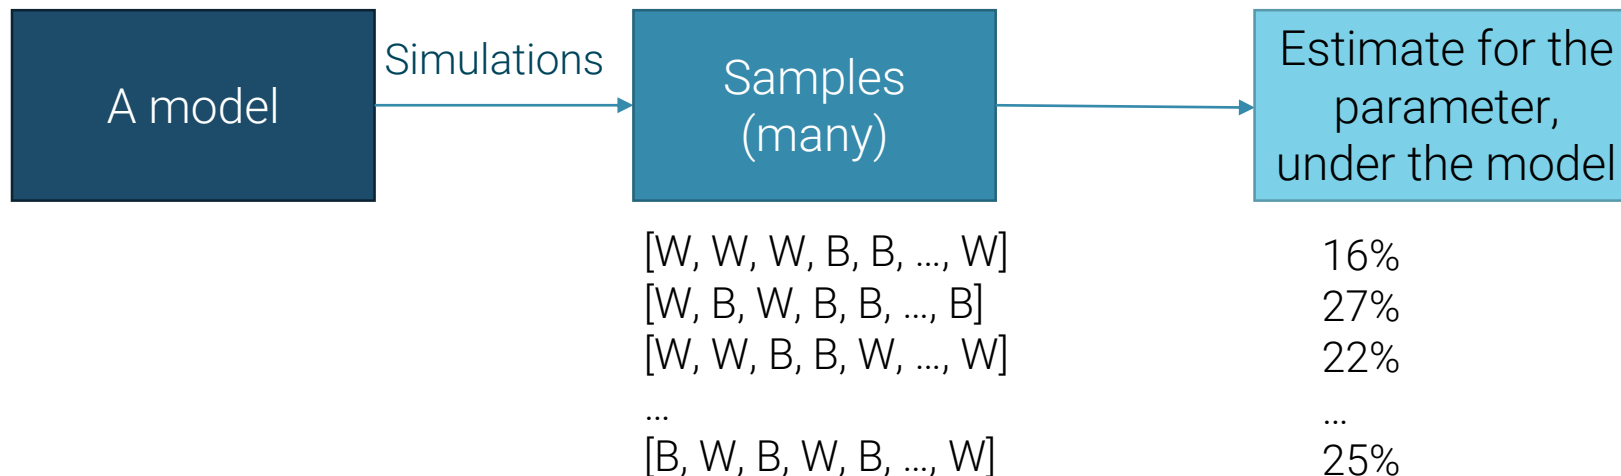 A model
Simulations
Samples
(many)
Estimate for the
parameter,
under the model
[W, W, W, B, B, ..., W]
16%
[W, B, W, B, B, ..., B]
27%
[W, W, B, B, W, ..., W]
22%
...
...
[B, W, B, W, B, ..., W]
25%